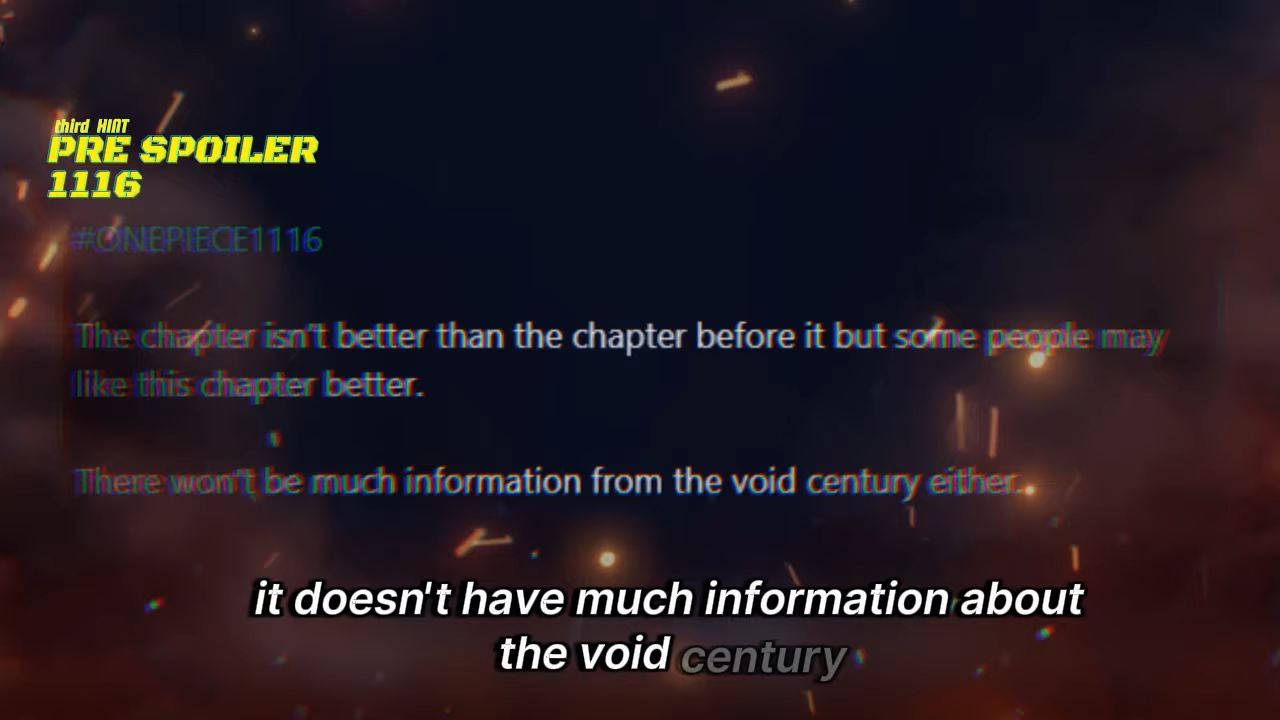 third HINT
PRE SPOILER
1116
#ONEPIECE1116
The chapter isn't better than the chapter before it but some people may
like this chapter better.
There won't be much information from the void century either..
it doesn't have much information about
the void century